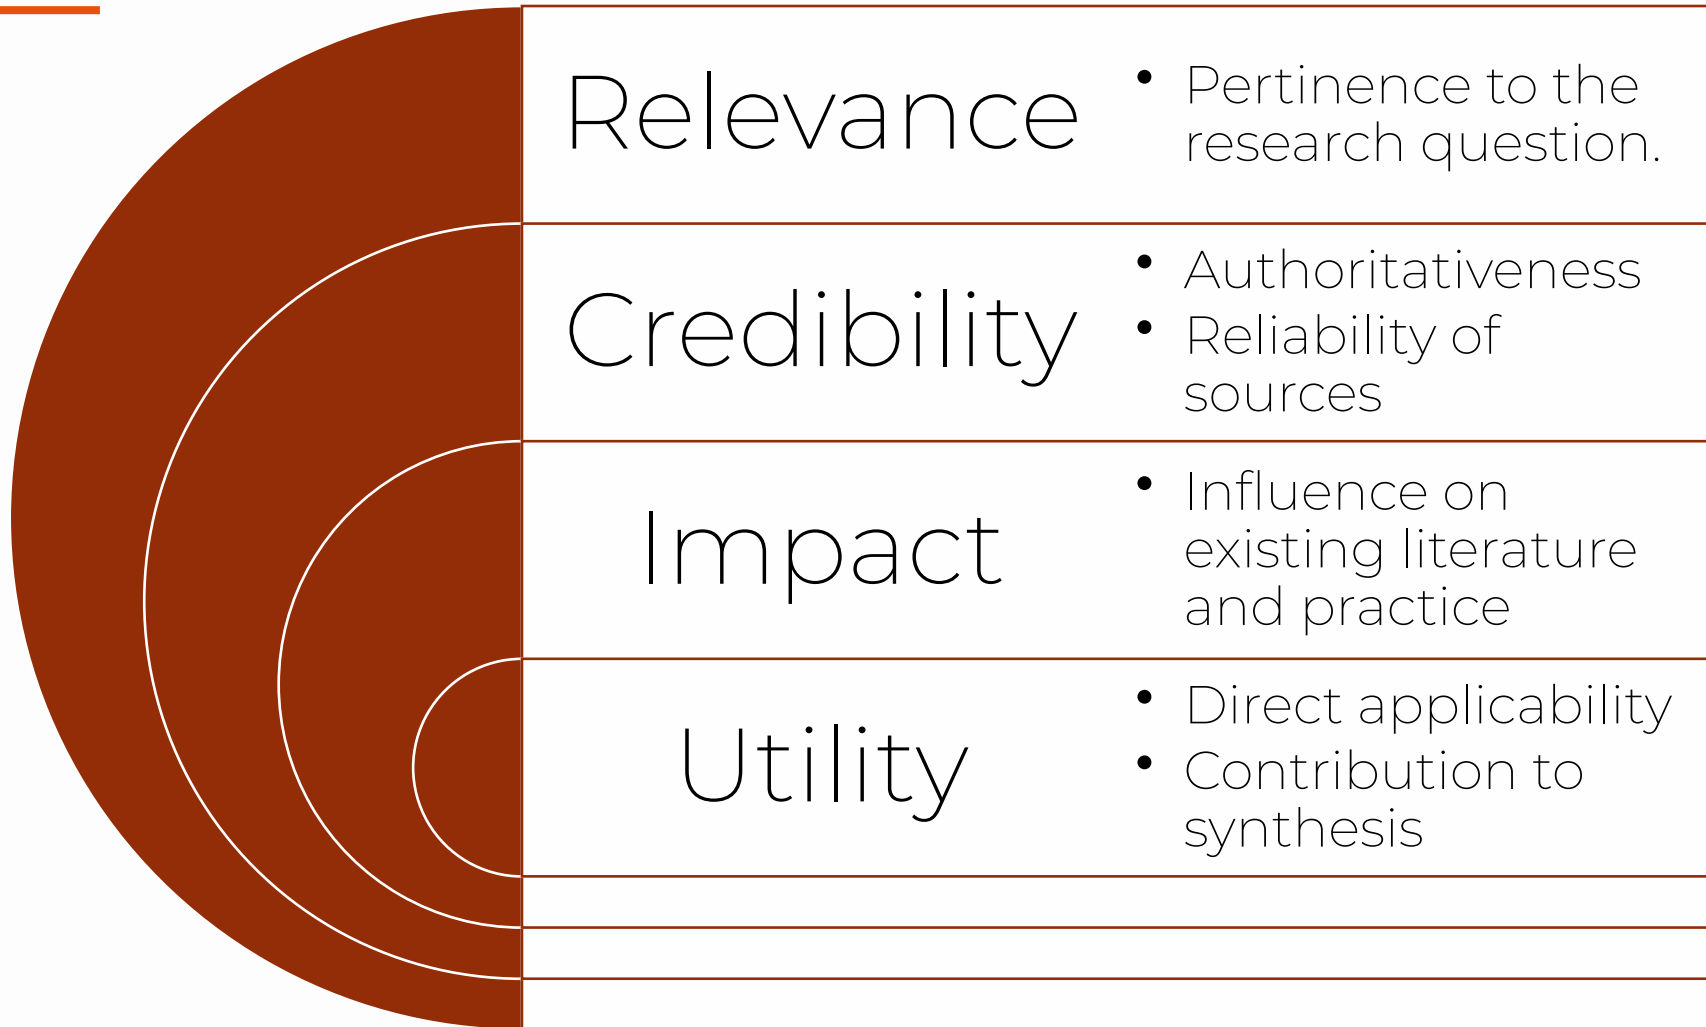 Relevance
• Pertinence to the
research question.
Credibility
• Authoritativeness
• Reliability of
sources
Impact
• Influence on
existing literature
and practice
Utility
• Direct applicability
• Contribution to
synthesis